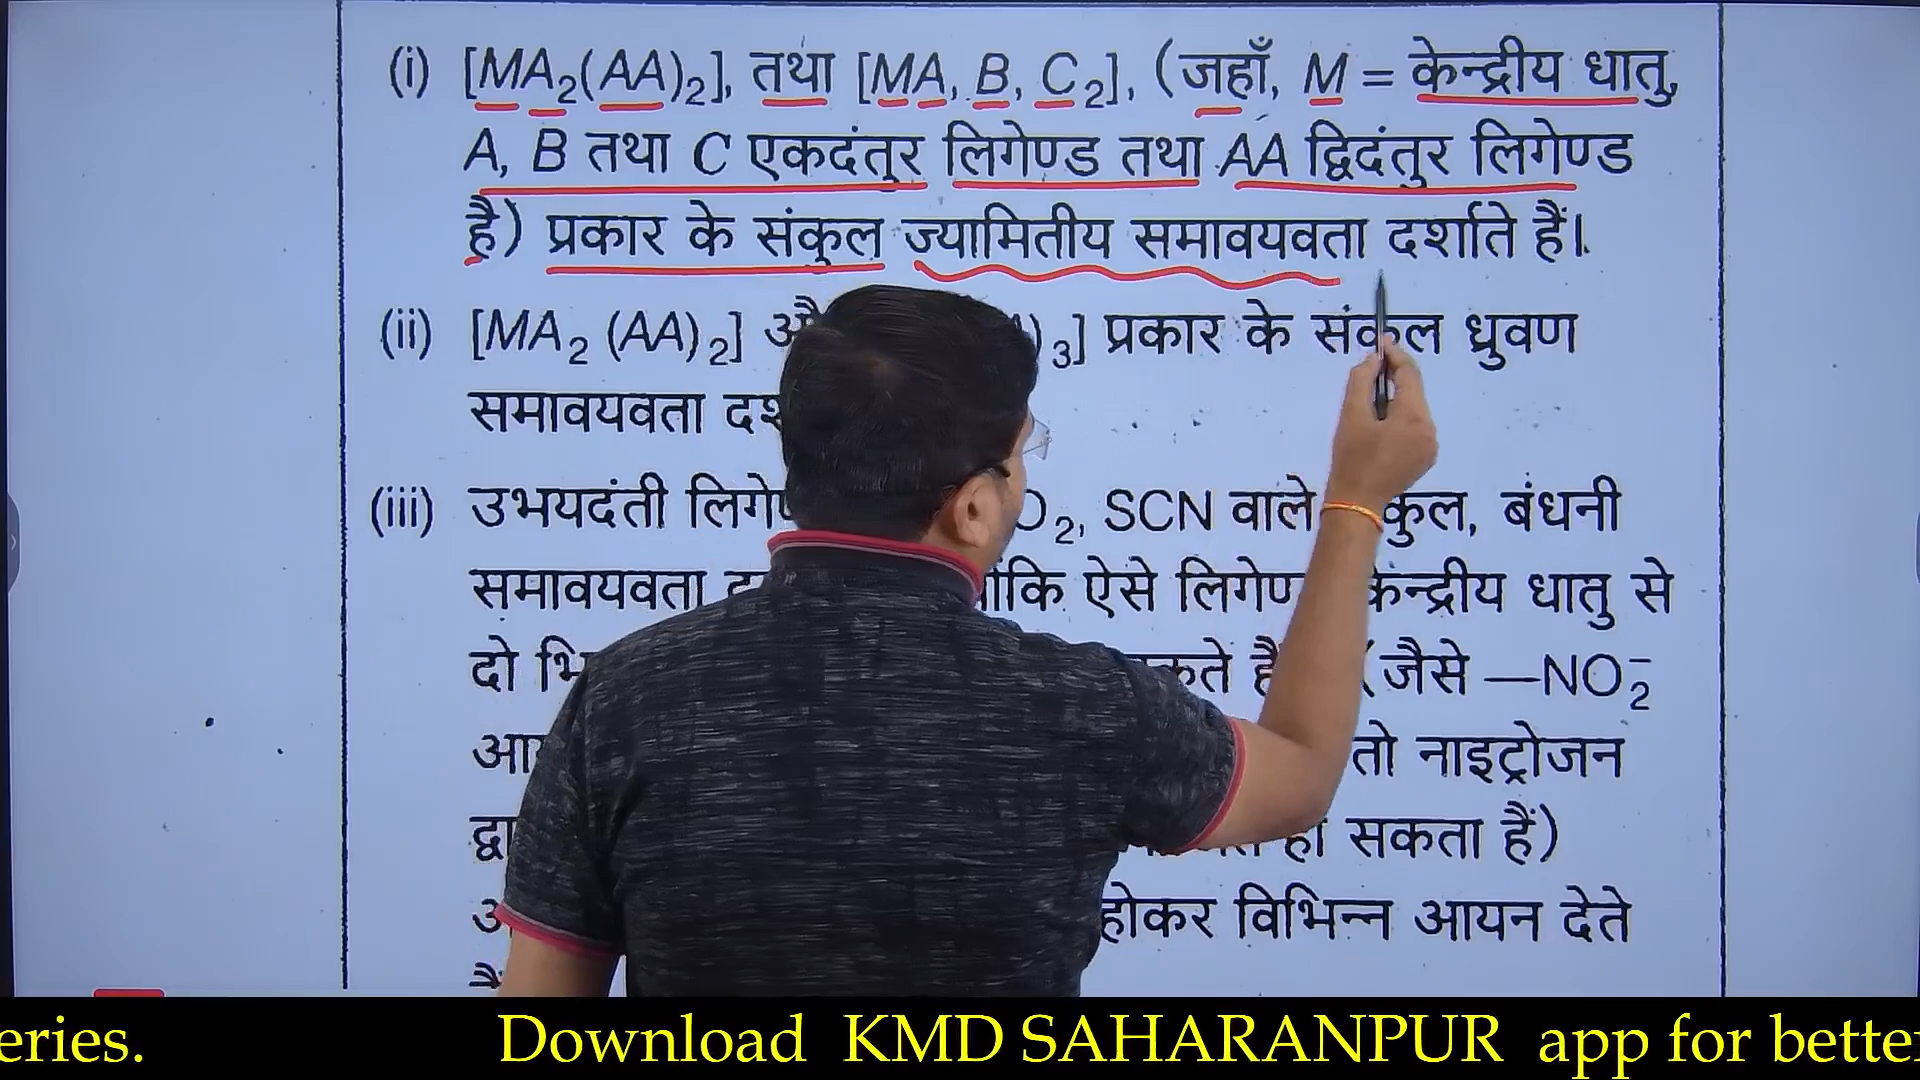 (i) [MA₂(AA)₂], तथा [MA, B, C₂], (जहाँ, M = केन्द्रीय धातु,
A, B तथा C एकदंतुर लिगेण्ड तथा AA द्विदंतुर लिगेण्ड
है) प्रकार के संकुल ज्यामितीय समावयवता दर्शाते हैं।
(ii) [MA₂ (AA)₂] )₃] प्रकार के संकुल ध्रुवण
समावयवता
(iii) उभयदंती SCN वाले बंधनी
समावयवता ऐसे केन्द्रीय धातु से
दो (जैसे —NO₂⁻
तो नाइट्रोजन
सकता हैं)
होकर विभिन्न आयन देते
eries. Download KMD SAHARANPUR app for better